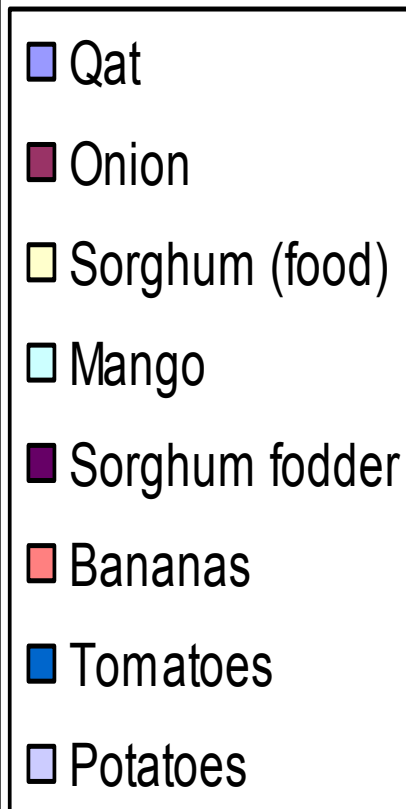 Qat
Onion
Sorghum (food)
Mango
Sorghum fodder
Bananas
Tomatoes
Potatoes